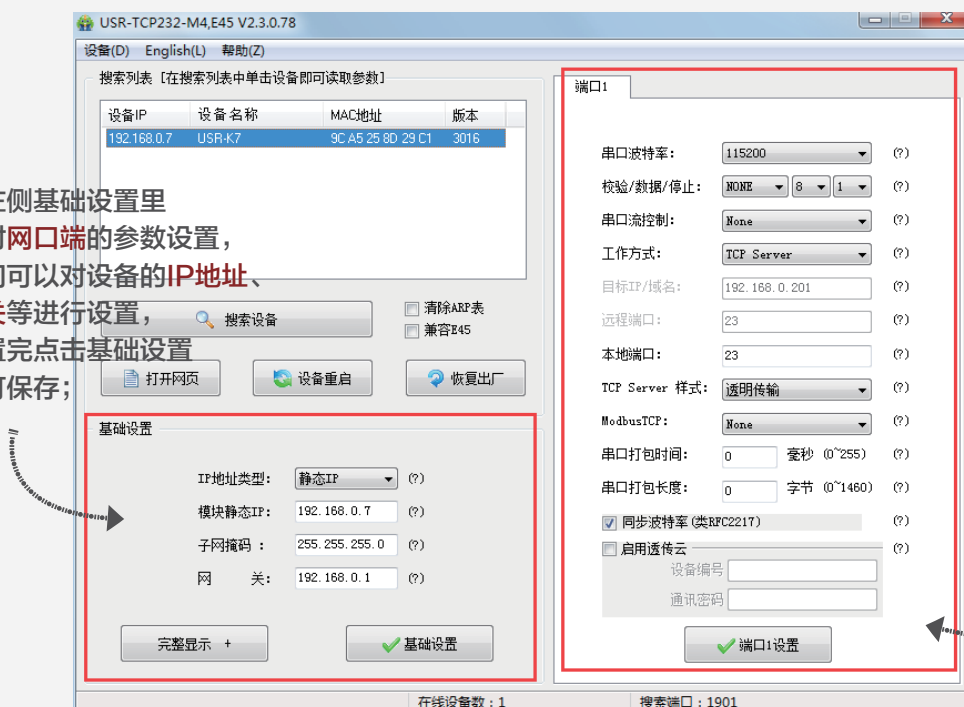 USR-TCP232-M4,E45 V2.3.0.78
设备(D) English(L) 帮助(Z)
搜索列表 [在搜索列表中单击设备即可读取参数]
设备IP 设备名称 MAC地址 版本
192.168.0.7 USR-K7 9C A5 25 8D 29 C1 3016
侧基础设置里
网口端的参数设置，
可以对设备的IP地址、
等进行设置，
完点击基础设置
保存；
搜索设备
清除ARP表
兼容E45
打开网页 设备重启 恢复出厂
基础设置
IP地址类型: 静态IP (?)
模块静态IP: 192.168.0.7 (?)
子网掩码 : 255.255.255.0 (?)
网 关: 192.168.0.1 (?)
完整显示 + 基础设置
端口1
串口波特率: 115200 (?)
校验/数据/停止: NONE 8 1 (?)
串口流控制: None (?)
工作方式: TCP Server (?)
目标IP/域名: 192.168.0.201 (?)
远程端口: 23 (?)
本地端口: 23 (?)
TCP Server 样式: 透明传输 (?)
ModbusTCP: None (?)
串口打包时间: 0 毫秒 (0~255) (?)
串口打包长度: 0 字节 (0~1460) (?)
同步波特率(类RFC2217) (?)
启用透传云 (?)
设备编号
通讯密码
端口1设置
在线设备数：1 搜索端口：1901